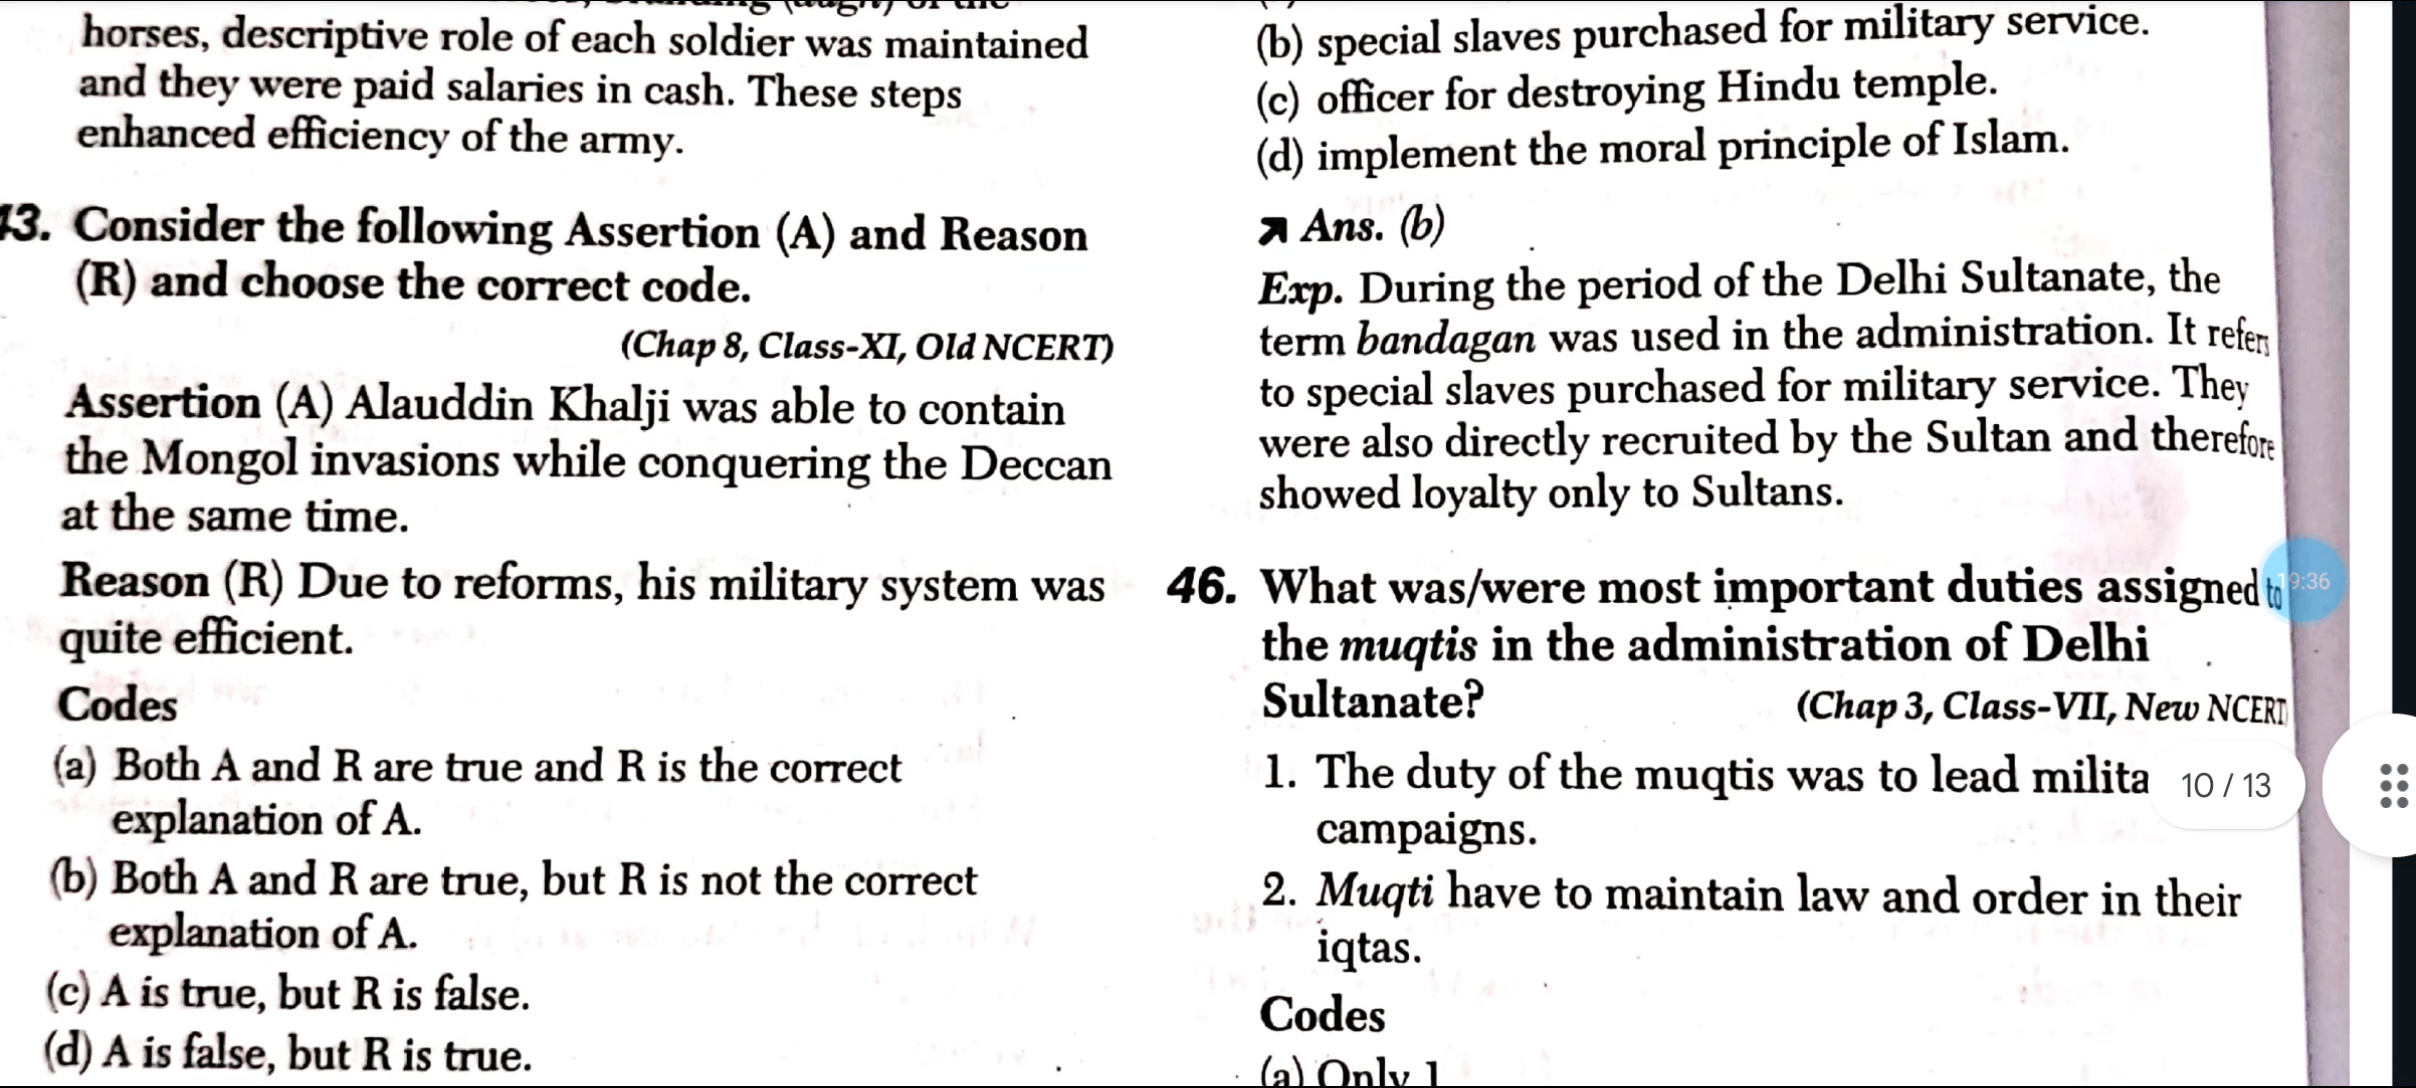 horses, descriptive role of each soldier was maintained
and they were paid salaries in cash. These steps
enhanced efficiency of the army.
43. Consider the following Assertion (A) and Reason
(R) and choose the correct code.
(Chap 8, Class-XI, Old NCERT)
Assertion (A) Alauddin Khalji was able to contain
the Mongol invasions while conquering the Deccan
at the same time.
Reason (R) Due to reforms, his military system was
quite efficient.
Codes
(a) Both A and R are true and R is the correct
explanation of A.
(b) Both A and R are true, but R is not the correct
explanation of A.
(c) A is true, but R is false.
(d) A is false, but R is true.
(b) special slaves purchased for military service.
(c) officer for destroying Hindu temple.
(d) implement the moral principle of Islam.
Ans. (b)
Exp. During the period of the Delhi Sultanate, the
term bandagan was used in the administration. It refers
to special slaves purchased for military service. They
were also directly recruited by the Sultan and therefore
showed loyalty only to Sultans.
46. What was/were most important duties assigned to
the muqtis in the administration of Delhi
Sultanate? (Chap 3, Class-VII, New NCERT)
1. The duty of the muqtis was to lead milita
campaigns.
2. Muqti have to maintain law and order in their
iqtas.
Codes
(a) Only 1
19:36
10 / 13